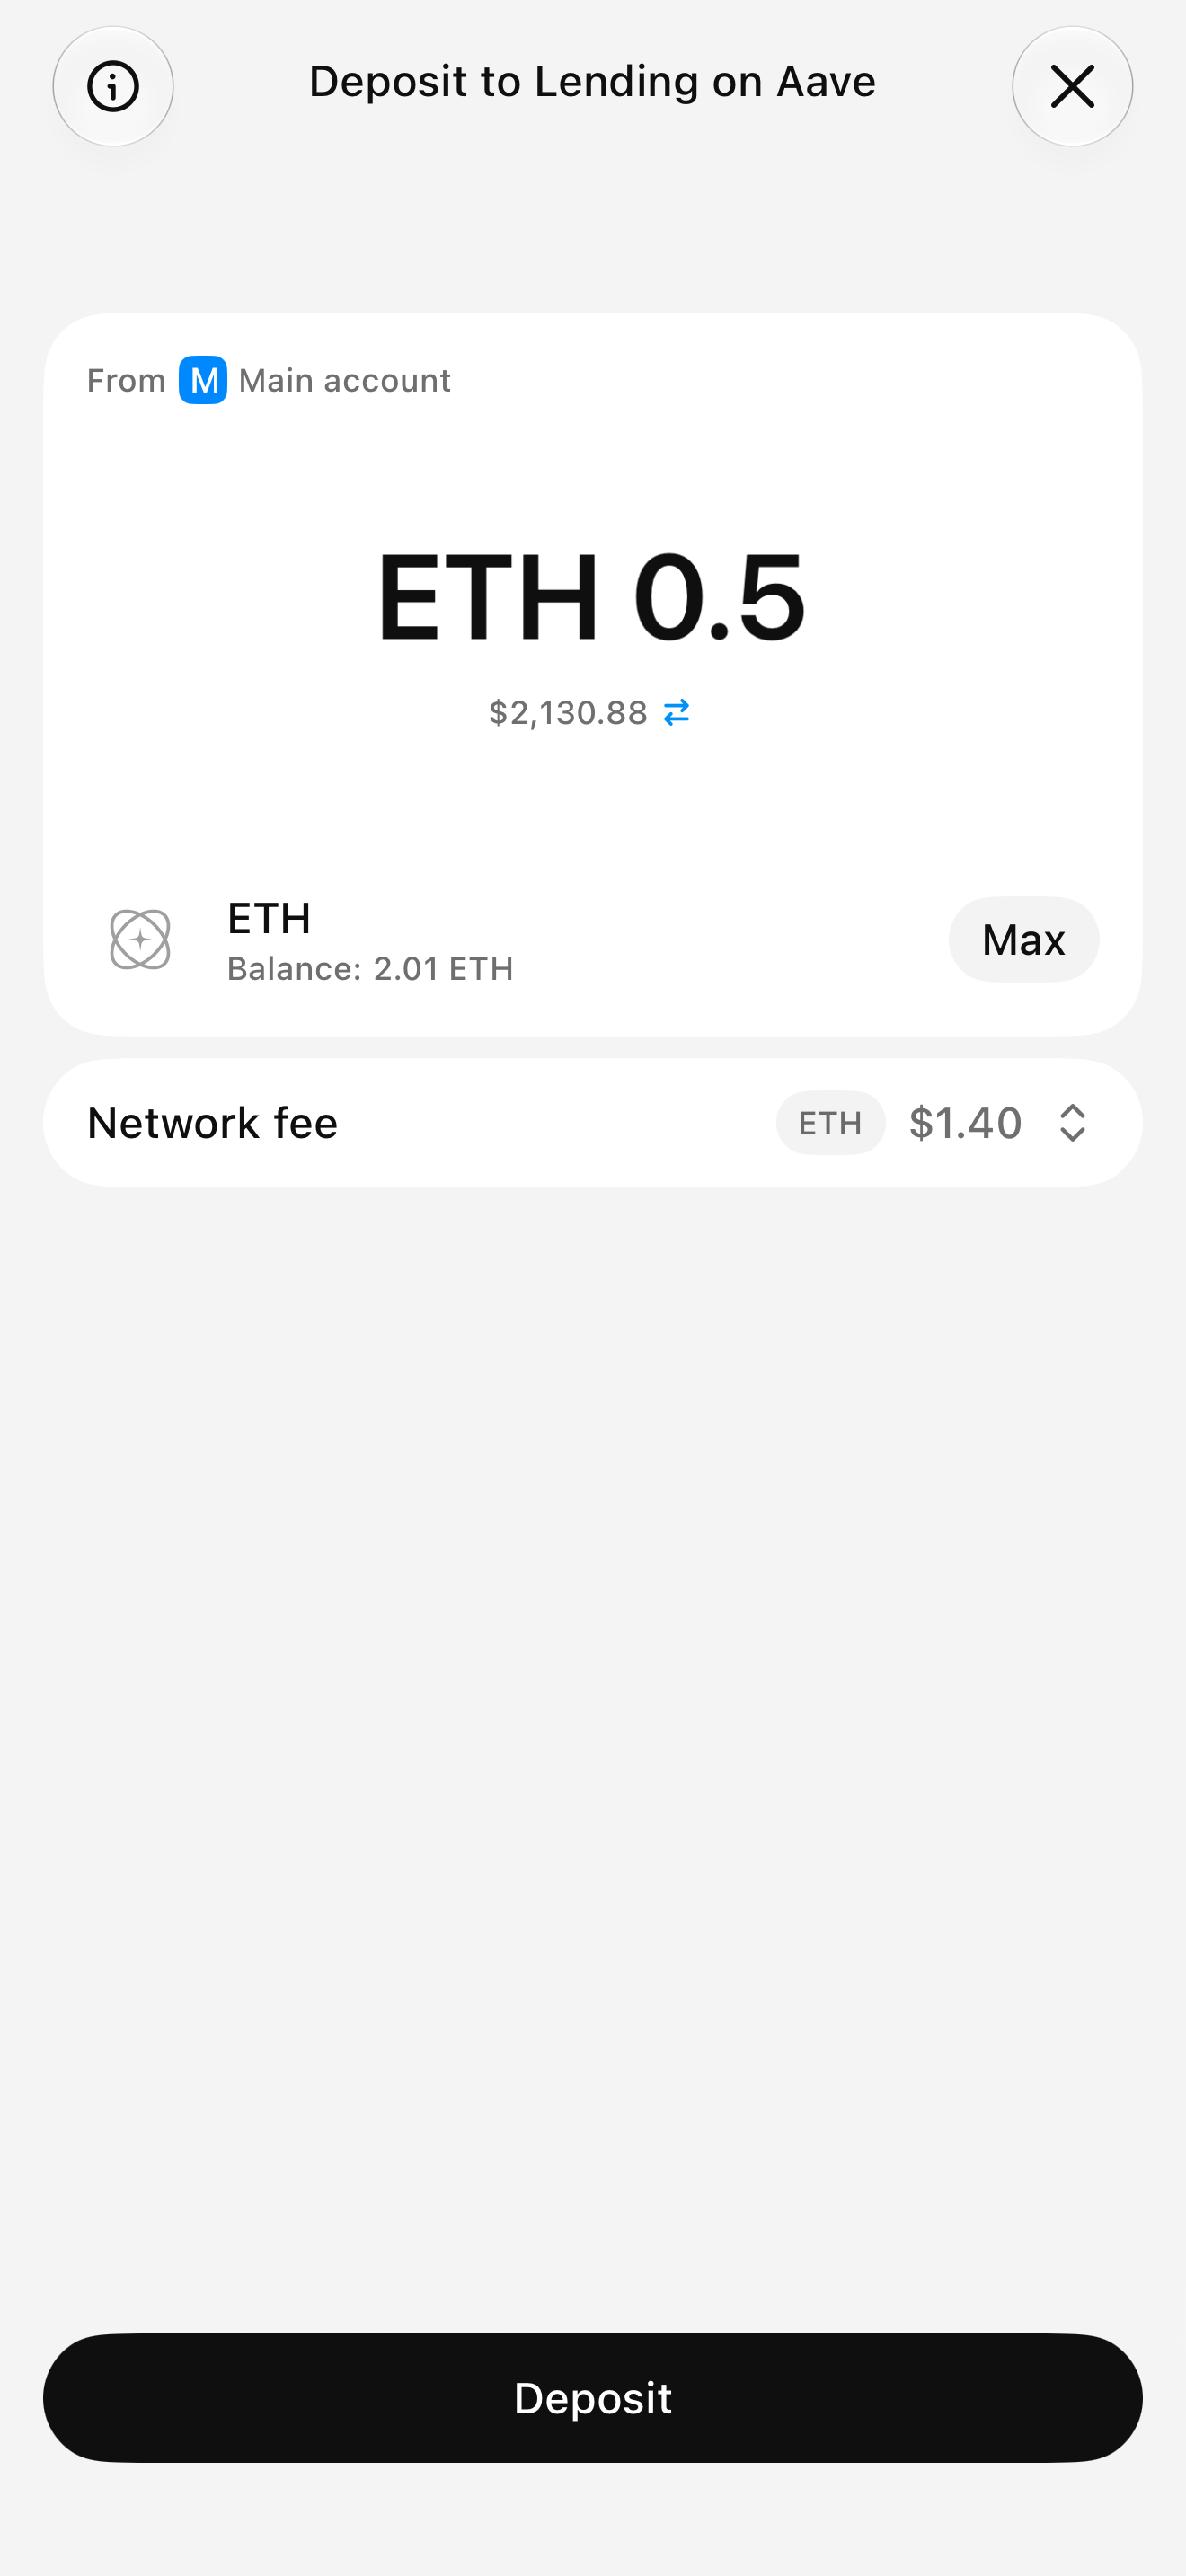 Deposit to Lending on Aave
From M Main account
ETH 0.5
$2,130.88
ETH
Balance: 2.01 ETH
Max
Network fee ETH $1.40
Deposit